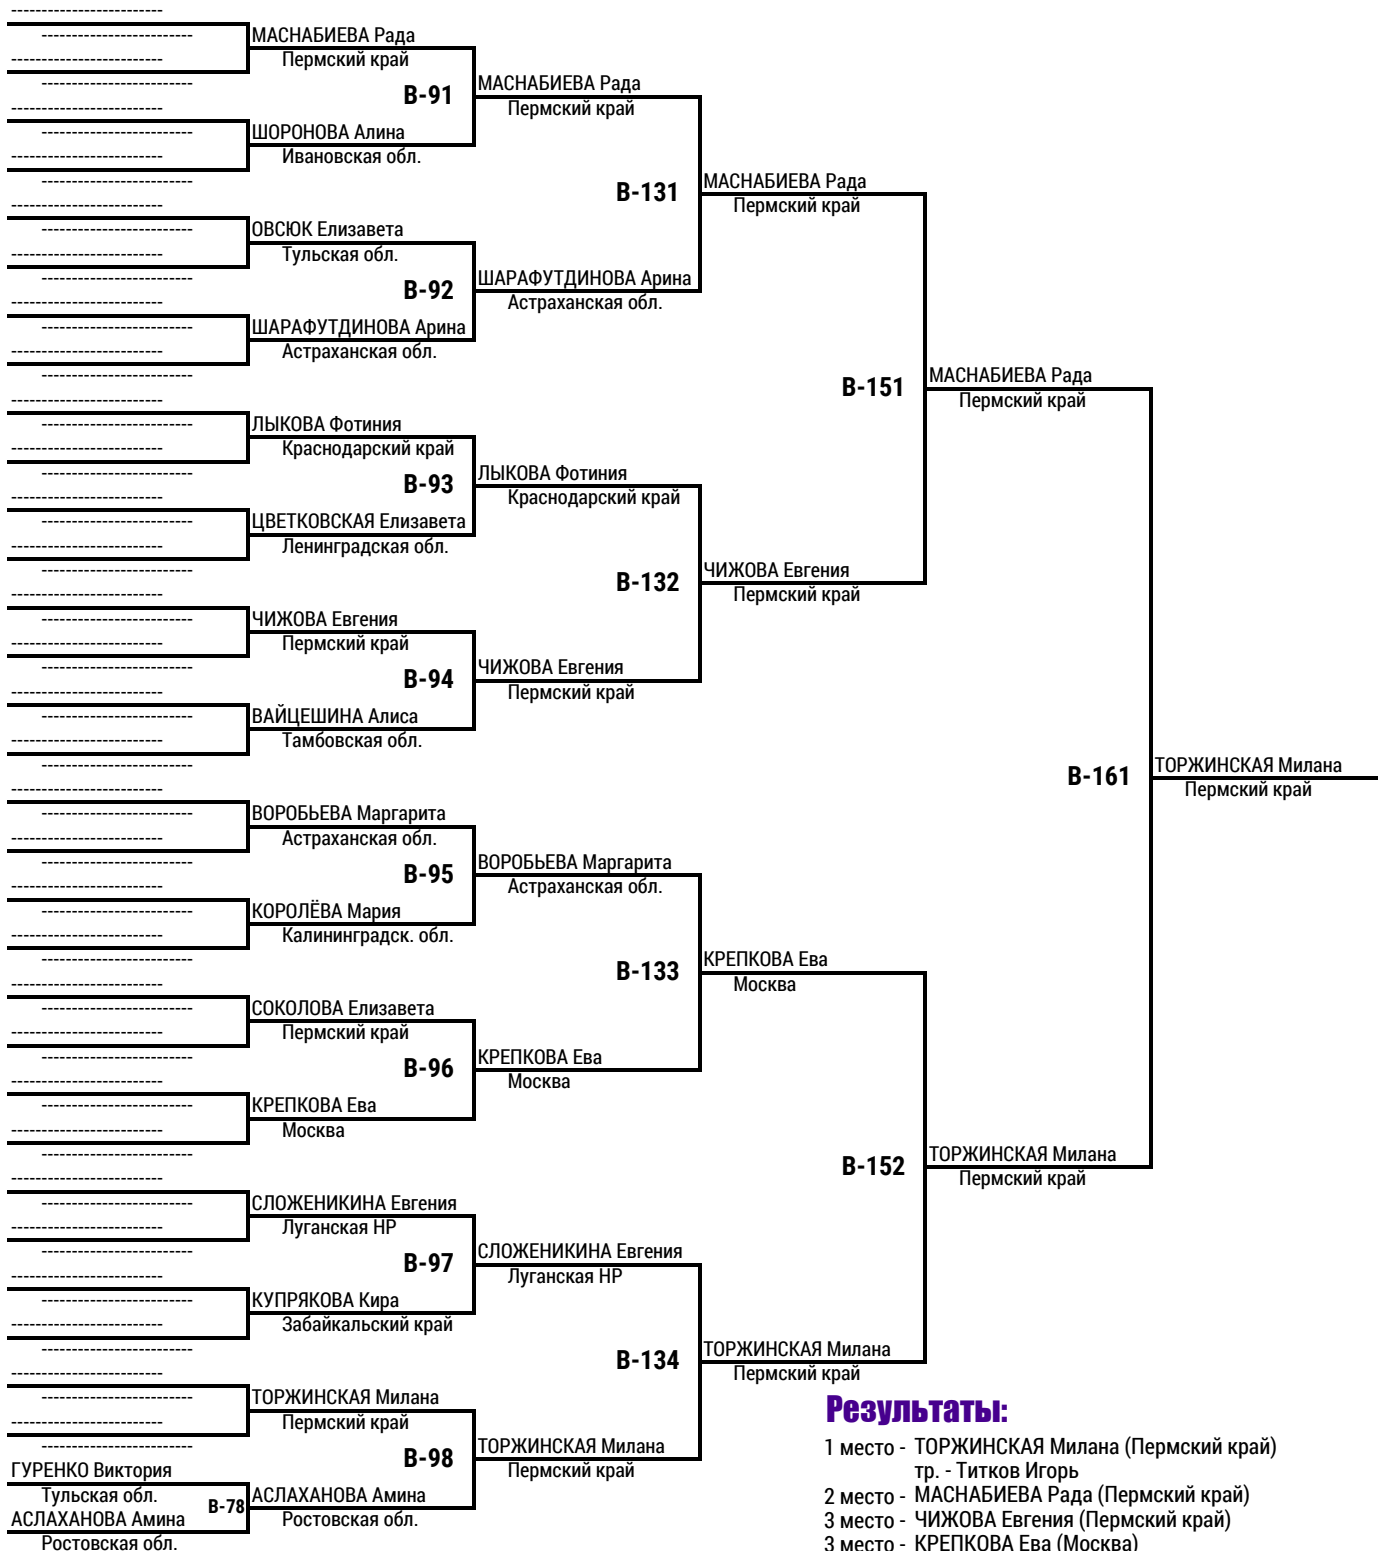 МАСНАБИЕВА Рада
Пермский край
B-91
ШОРОНОВА Алина
Ивановская обл.
МАСНАБИЕВА Рада
Пермский край
B-131
ОВСЮК Елизавета
Тульская обл.
B-92
ШАРАФУТДИНОВА Арина
Астраханская обл.
ШАРАФУТДИНОВА Арина
Астраханская обл.
МАСНАБИЕВА Рада
Пермский край
B-151
ЛЫКОВА Фотиния
Краснодарский край
B-93
ЦВЕТКОВСКАЯ Елизавета
Ленинградская обл.
ЛЫКОВА Фотиния
Краснодарский край
B-132
ЧИЖОВА Евгения
Пермский край
B-94
ВАЙЦЕШИНА Алиса
Тамбовская обл.
ЧИЖОВА Евгения
Пермский край
ЧИЖОВА Евгения
Пермский край
МАСНАБИЕВА Рада
Пермский край
B-161
ТОРЖИНСКАЯ Милана
Пермский край
ВОРОБЬЕВА Маргарита
Астраханская обл.
B-95
КОРОЛЁВА Мария
Калининградск. обл.
ВОРОБЬЕВА Маргарита
Астраханская обл.
B-133
СОКОЛОВА Елизавета
Пермский край
B-96
КРЕПКОВА Ева
Москва
КРЕПКОВА Ева
Москва
КРЕПКОВА Ева
Москва
B-152
ТОРЖИНСКАЯ Милана
Пермский край
СЛОЖЕНИКИНА Евгения
Луганская НР
B-97
КУПРЯКОВА Кира
Забайкальский край
СЛОЖЕНИКИНА Евгения
Луганская НР
B-134
ТОРЖИНСКАЯ Милана
Пермский край
ТОРЖИНСКАЯ Милана
Пермский край
B-98
ТОРЖИНСКАЯ Милана
Пермский край
ГУРЕНКО Виктория
Тульская обл.
B-78
АСЛАХАНОВА Амина
Ростовская обл.
АСЛАХАНОВА Амина
Ростовская обл.
Результаты:
1 место - ТОРЖИНСКАЯ Милана (Пермский край)
тр. - Титков Игорь
2 место - МАСНАБИЕВА Рада (Пермский край)
3 место - ЧИЖОВА Евгения (Пермский край)
3 место - КРЕПКОВА Ева (Москва)